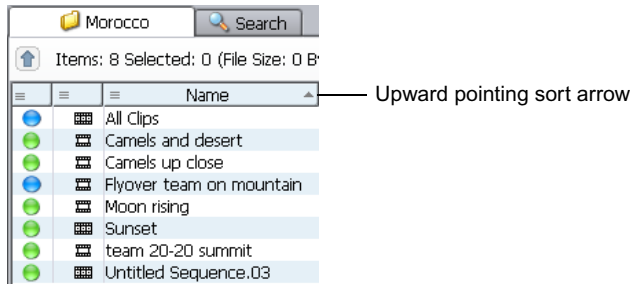 Morocco Search
Items: 8 Selected: 0 (File Size: 0 B
Name Upward pointing sort arrow
All Clips
Camels and desert
Camels up close
Flyover team on mountain
Moon rising
Sunset
team 20-20 summit
Untitled Sequence.03